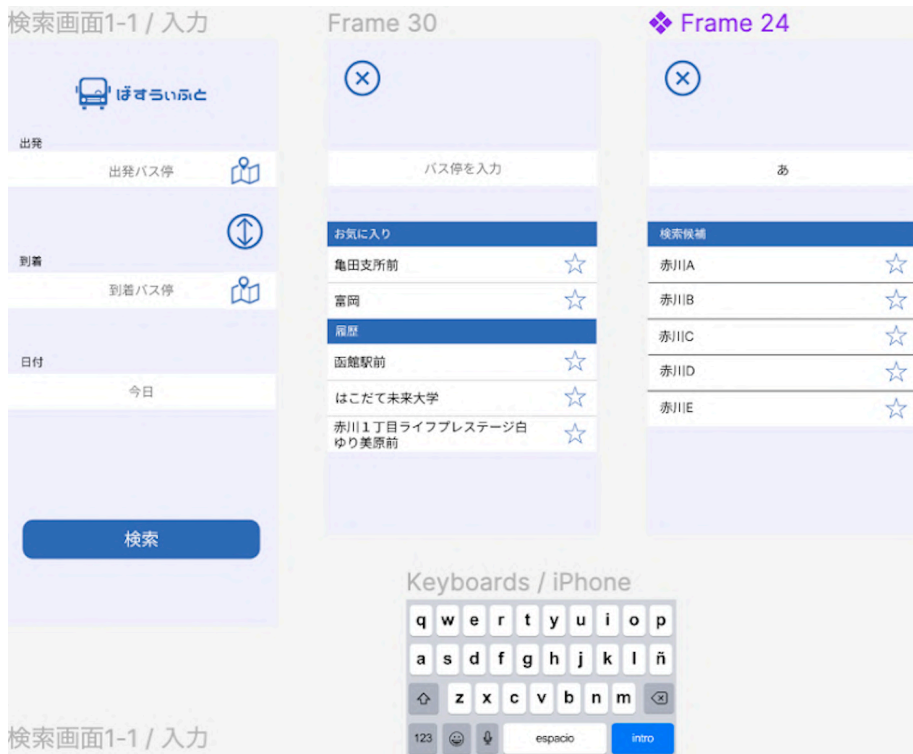 検索画面1-1 / 入力
ばすうぃふと
出発
出発バス停
到着
到着バス停
日付
今日
検索
検索画面1-1 / 入力
Frame 30
バス停を入力
お気に入り
亀田支所前
富岡
履歴
函館駅前
はこだて未来大学
赤川1丁目ライフプレステージ白
ゆり美原前
Frame 24
あ
検索候補
赤川A
赤川B
赤川C
赤川D
赤川E
Keyboards / iPhone
q w e r t y u i o p
a s d f g h j k l ñ
z x c v b n m
123 espacio intro